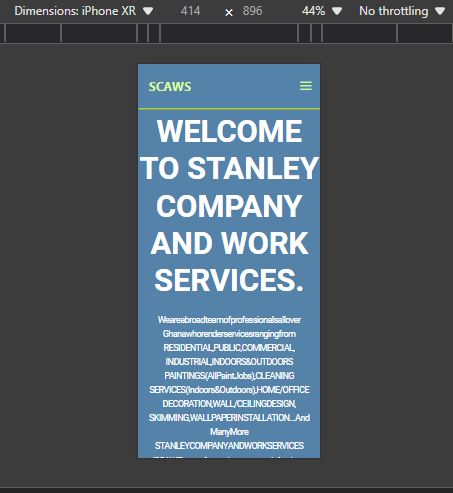 Dimensions: iPhone XR ▼ 414 × 896 44% ▼ No throttling ▼
SCAWS
WELCOME
TO STANLEY
COMPANY
AND WORK
SERVICES.
Weareabroadteamofprofessionalsallover
Ghanawhorenderservicesrangingfrom
RESIDENTIAL,PUBLIC,COMMERCIAL,
INDUSTRIAL,INDOORS&OUTDOORS
PAINTINGS(AllPaintJobs),CLEANING
SERVICES(Indoors&Outdoors),HOME/OFFICE
DECORATION,WALL/CEILINGDESIGN,
SKIMMING,WALLPAPERINSTALLATION...And
ManyMore
STANLEYCOMPANYANDWORKSERVICES